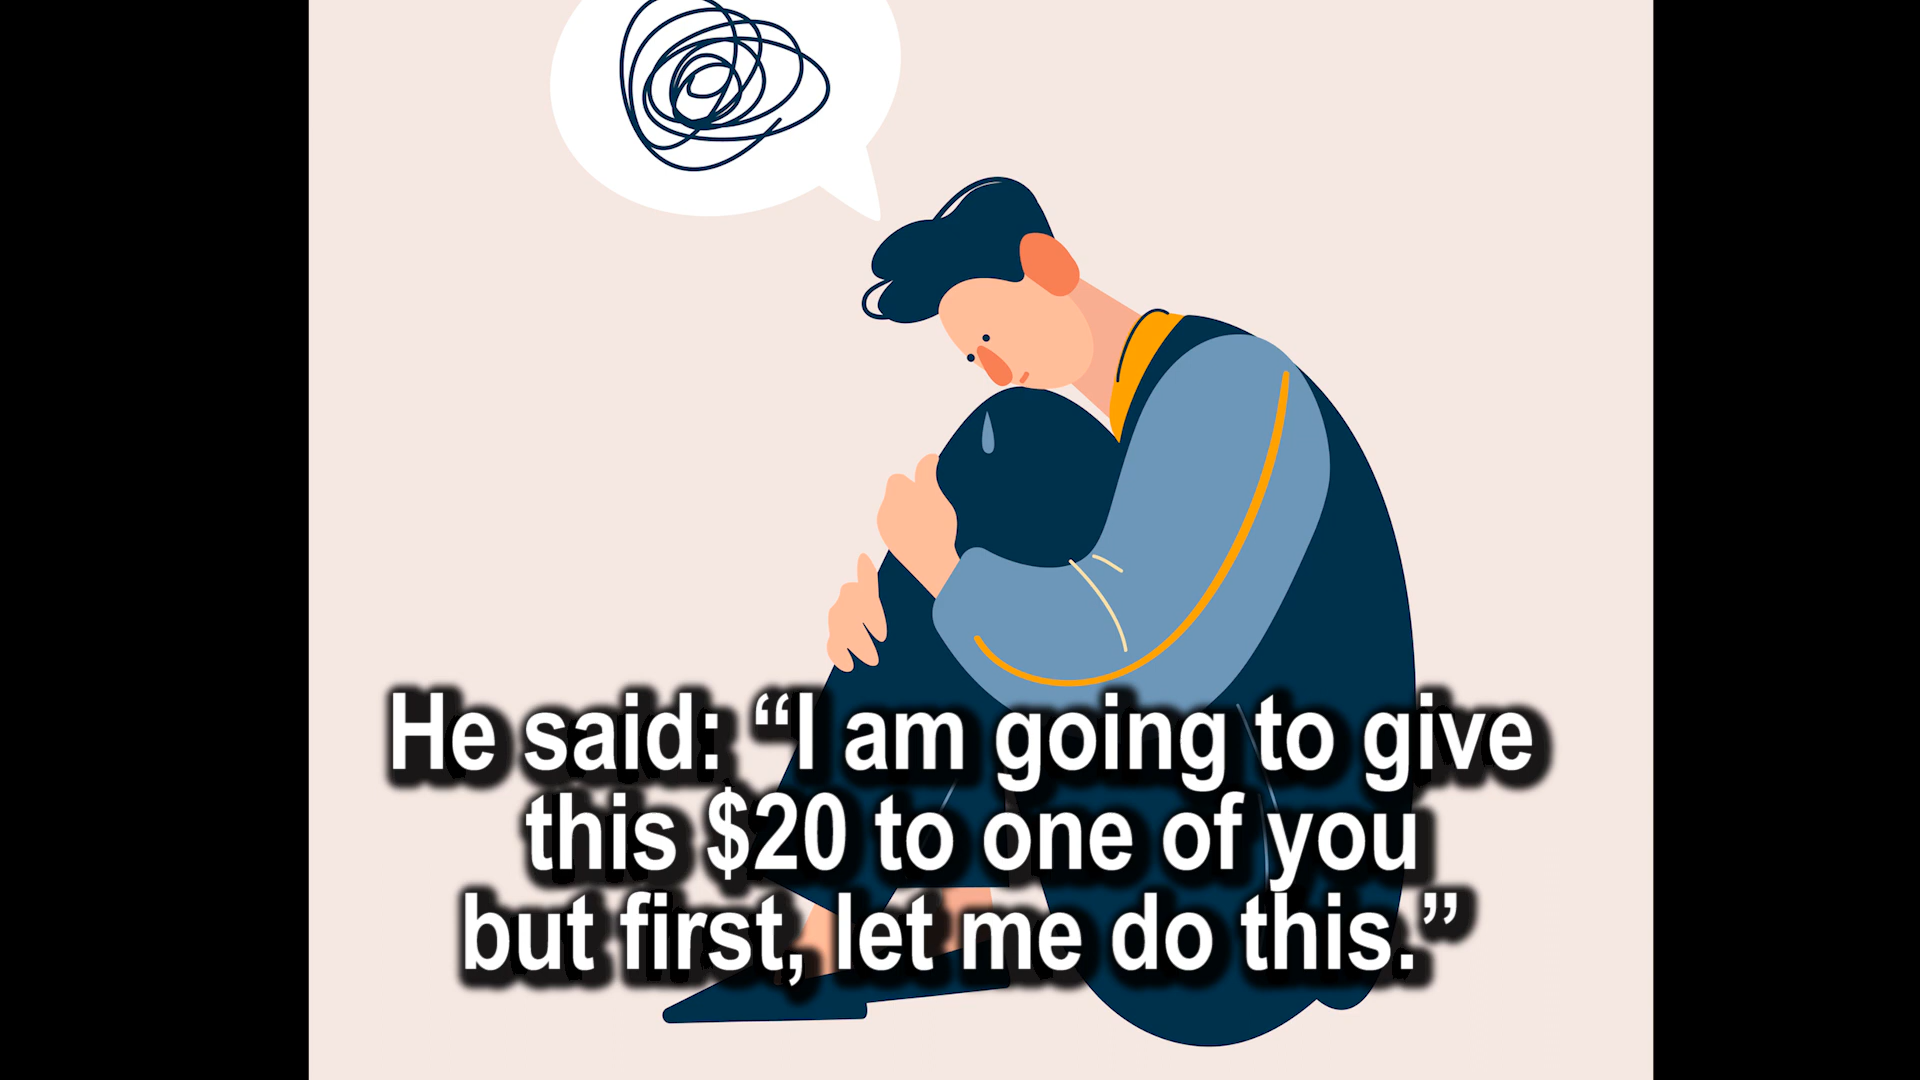 He said: “I am going to give
this $20 to one of you
but first, let me do this.”